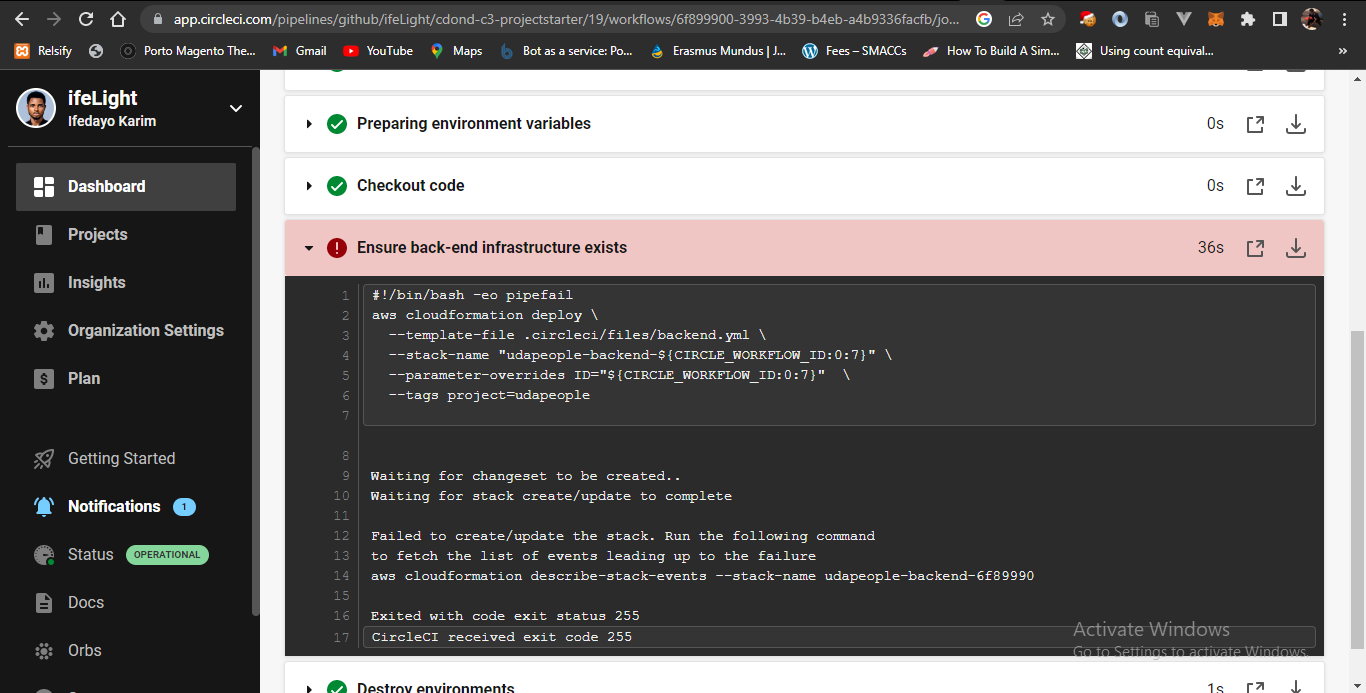 app.circleci.com/pipelines/github/ifeLight/cdond-c3-projectstarter/19/workflows/6f899900-3993-4b39-b4eb-a4b9336facfb/jo...
Relsify
Porto Magento The...
Gmail
YouTube
Maps
Bot as a service: Po...
Erasmus Mundus | J...
Fees – SMACCs
How To Build A Sim...
Using count equival...
»
ifeLight
Ifedayo Karim
Dashboard
Projects
Insights
Organization Settings
Plan
Getting Started
Notifications 1
Status OPERATIONAL
Docs
Orbs
Preparing environment variables 0s
Checkout code 0s
Ensure back-end infrastructure exists 36s
1 #!/bin/bash -eo pipefail
2 aws cloudformation deploy \
3 --template-file .circleci/files/backend.yml \
4 --stack-name "udapeople-backend-${CIRCLE_WORKFLOW_ID:0:7}" \
5 --parameter-overrides ID="${CIRCLE_WORKFLOW_ID:0:7}" \
6 --tags project=udapeople
7
8
9 Waiting for changeset to be created..
10 Waiting for stack create/update to complete
11
12 Failed to create/update the stack. Run the following command
13 to fetch the list of events leading up to the failure
14 aws cloudformation describe-stack-events --stack-name udapeople-backend-6f89990
15
16 Exited with code exit status 255
17 CircleCI received exit code 255
Activate Windows
Go to Settings to activate Windows.
Destroy environments 1s